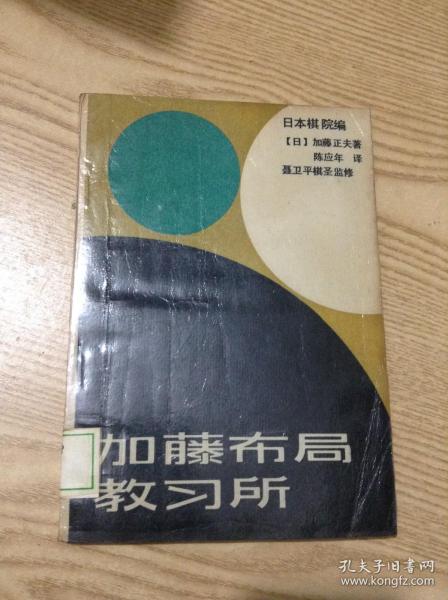 日本棋院编
【日】加藤正夫著
陈应年 译
聂卫平棋圣监修
加藤布局
教习所
孔夫子旧书网
www.kongfz.com